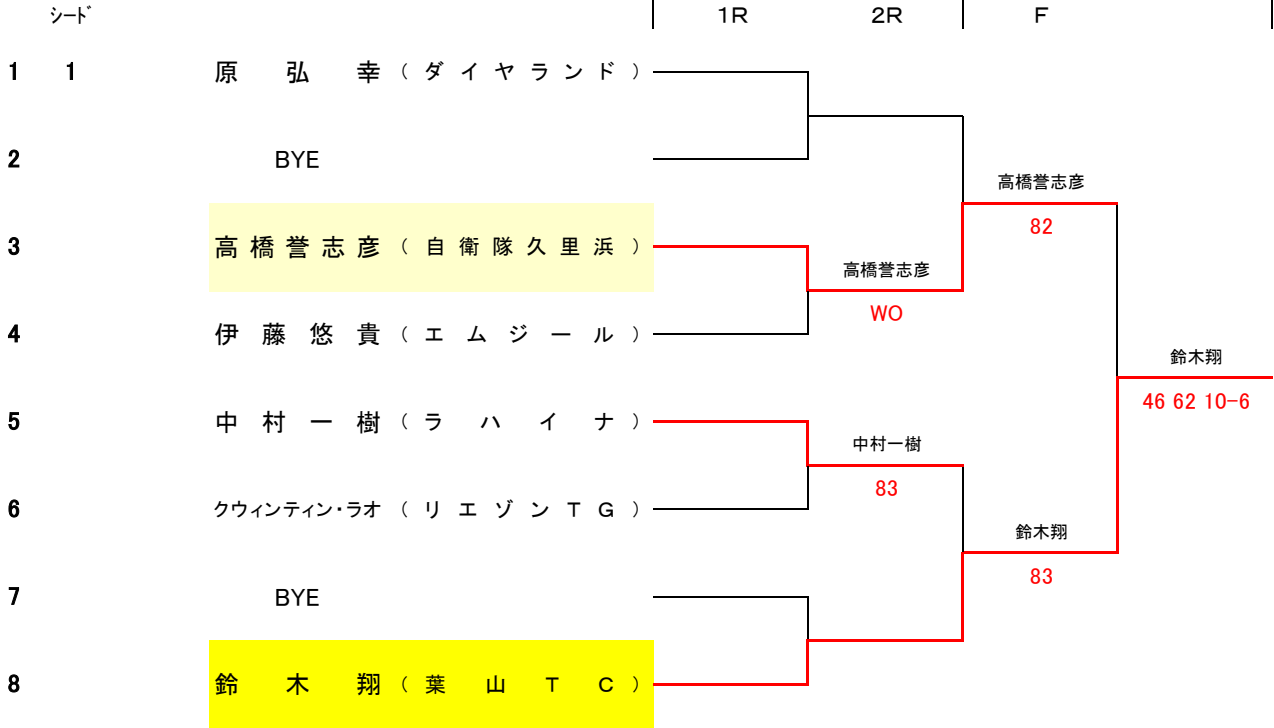 シード 1R 2R F
1 1 原 弘 幸 ( ダ イ ヤ ラ ン ド )
2 BYE
高橋誉志彦
82
3 高 橋 誉 志 彦 ( 自 衛 隊 久 里 浜 )
高橋誉志彦
WO
4 伊 藤 悠 貴 ( エ ム ジ ー ル )
鈴木翔
46 62 10-6
5 中 村 一 樹 ( ラ ハ イ ナ )
中村一樹
83
6 クウィンティン・ラオ ( リ エ ゾ ン T G )
鈴木翔
83
7 BYE
8 鈴 木 翔 ( 葉 山 T C )